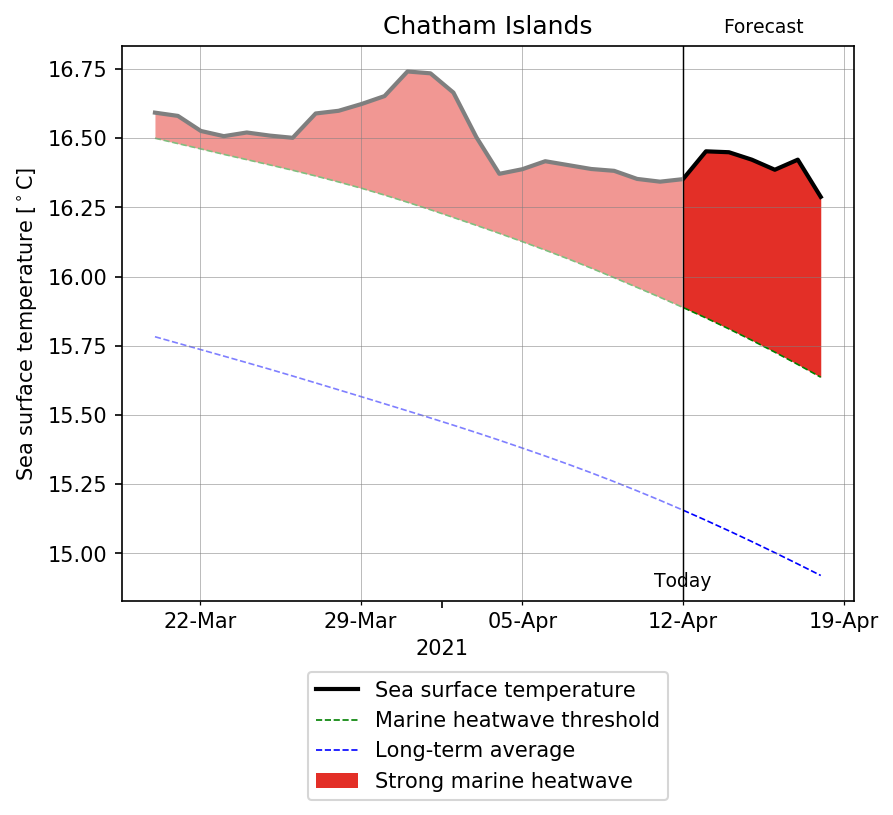 Chatham Islands
Forecast
Sea surface temperature [°C]
16.75
16.50
16.25
16.00
15.75
15.50
15.25
15.00
Today
22-Mar
29-Mar
05-Apr
12-Apr
19-Apr
2021
Sea surface temperature
Marine heatwave threshold
Long-term average
Strong marine heatwave